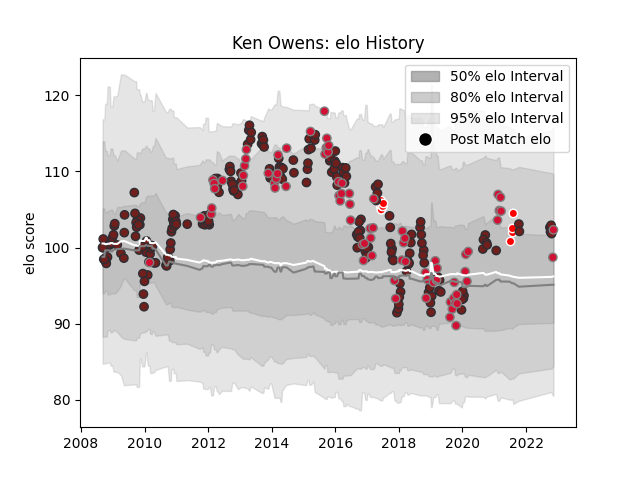 Ken Owens: elo History
50% elo Interval
80% elo Interval
95% elo Interval
Post Match elo
elo score
120
110
100
90
80
2008 2010 2012 2014 2016 2018 2020 2022